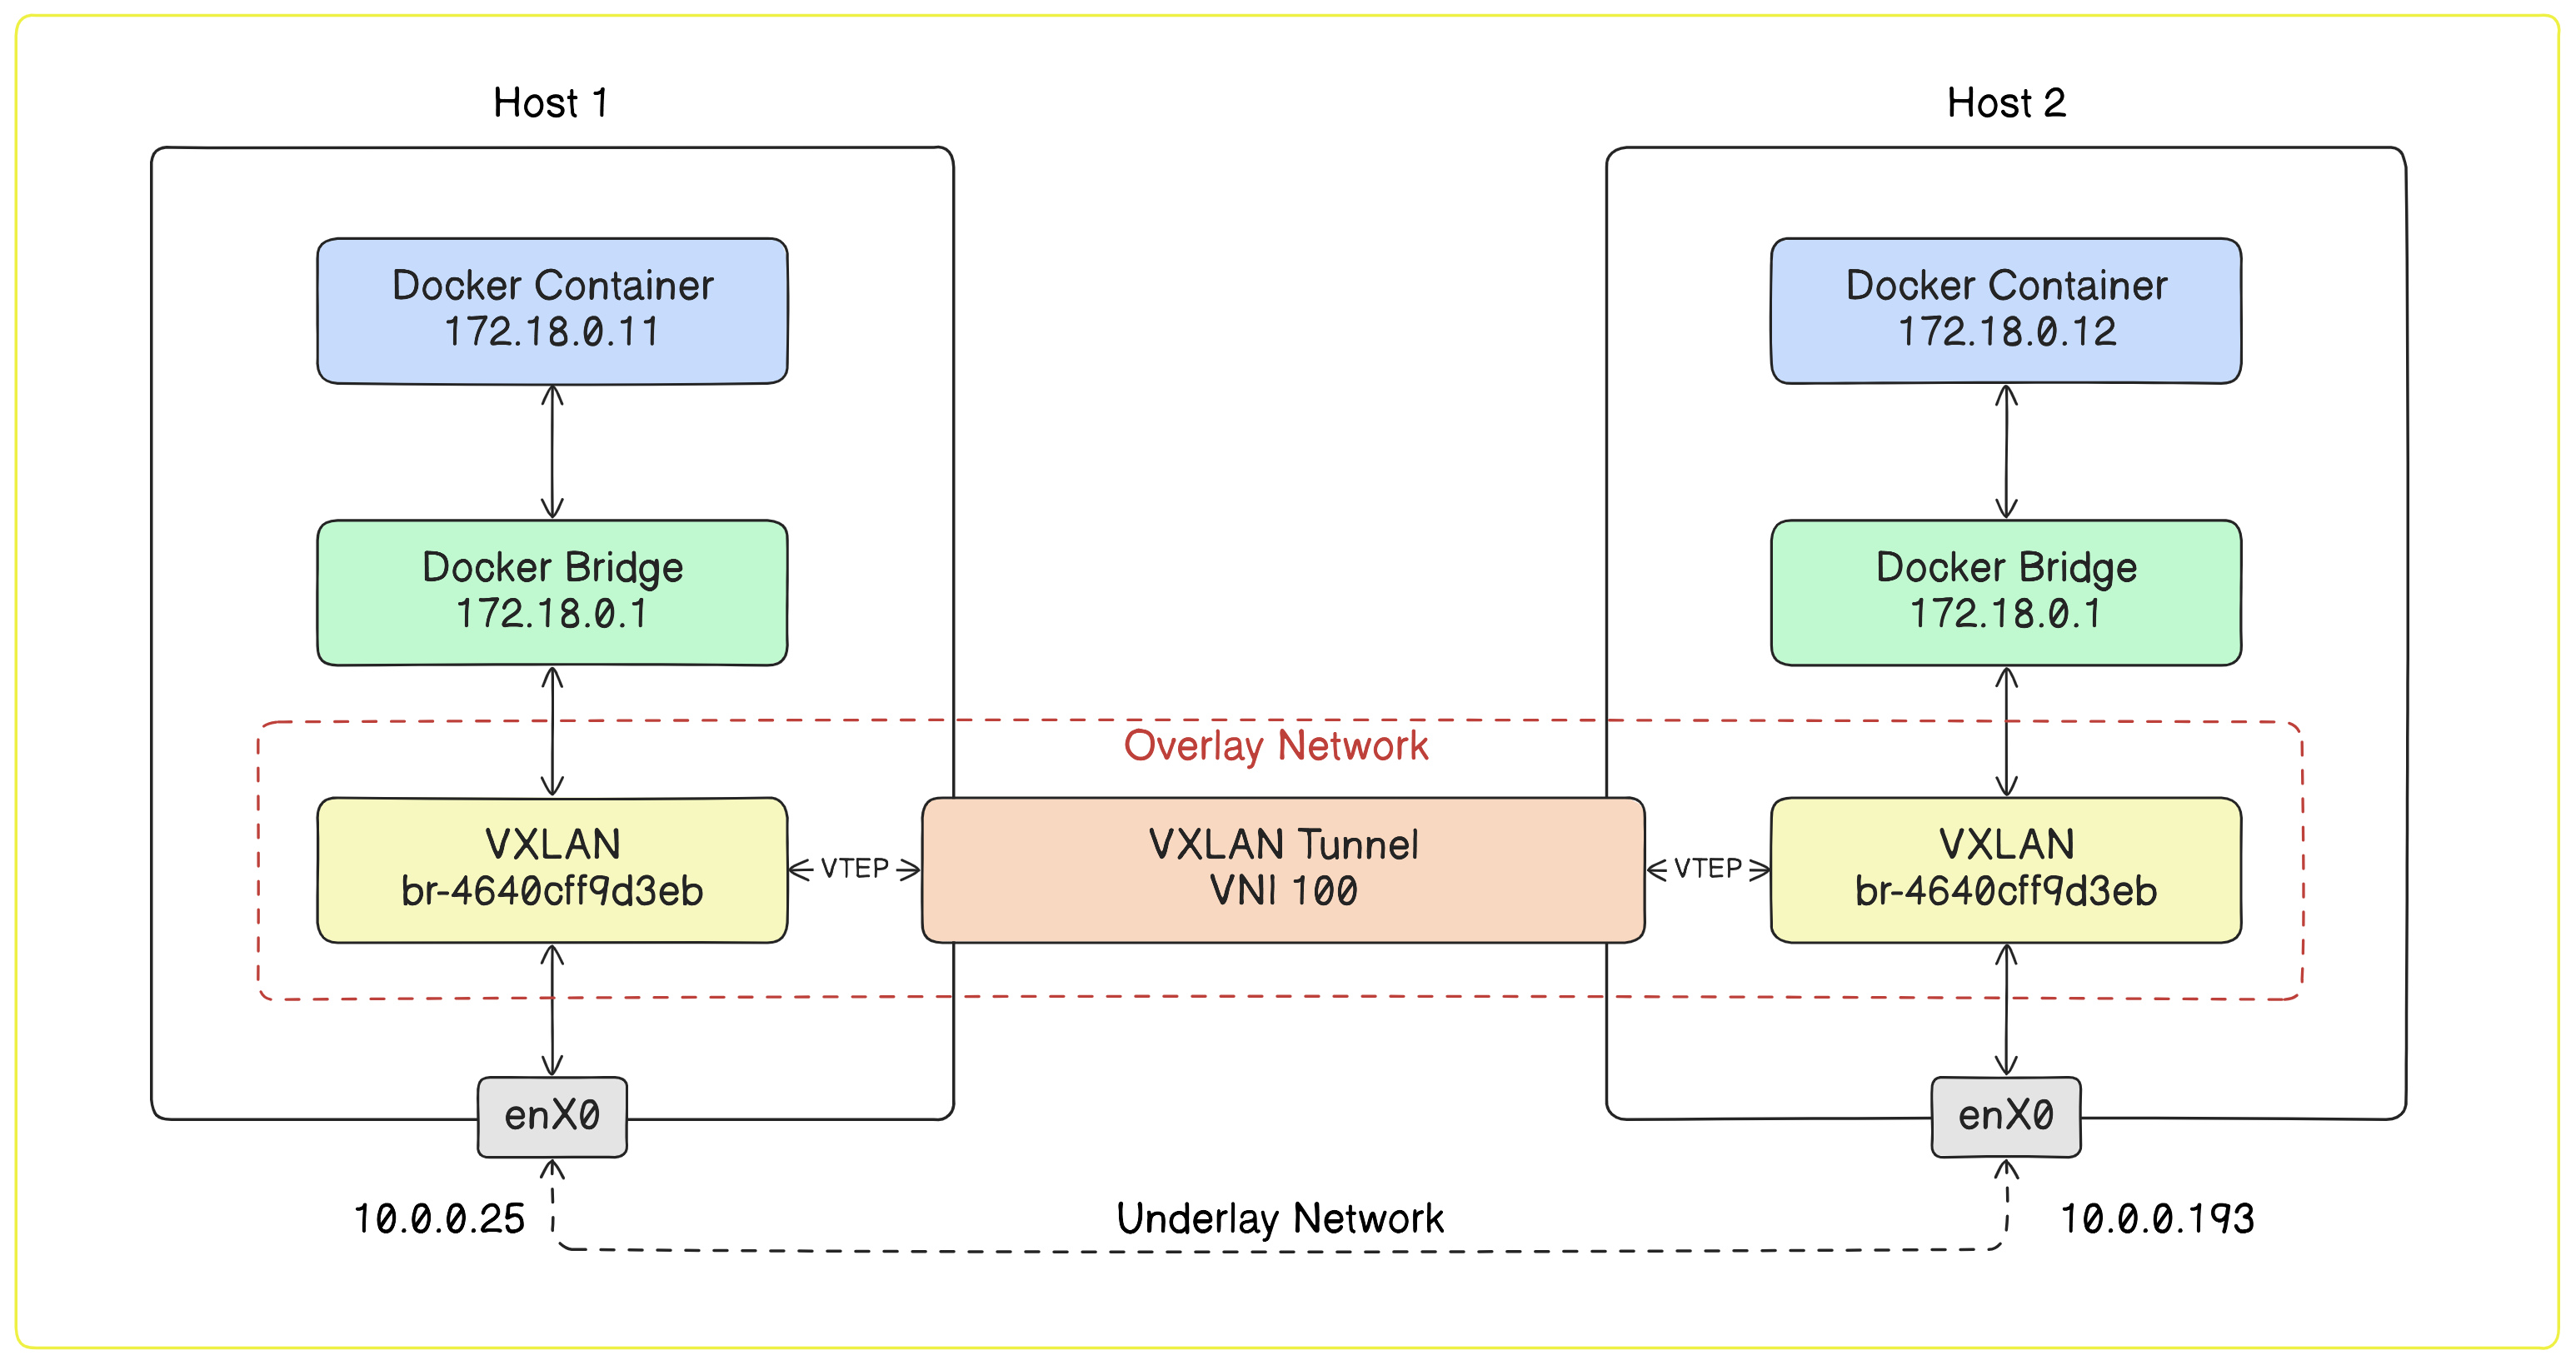 Host 1
Host 2
Docker Container
172.18.0.11
Docker Container
172.18.0.12
Docker Bridge
172.18.0.1
Docker Bridge
172.18.0.1
Overlay Network
VXLAN
br-4640cff9d3eb
VTEP
VXLAN Tunnel
VNI 100
VTEP
VXLAN
br-4640cff9d3eb
enX0
enX0
10.0.0.25
Underlay Network
10.0.0.193